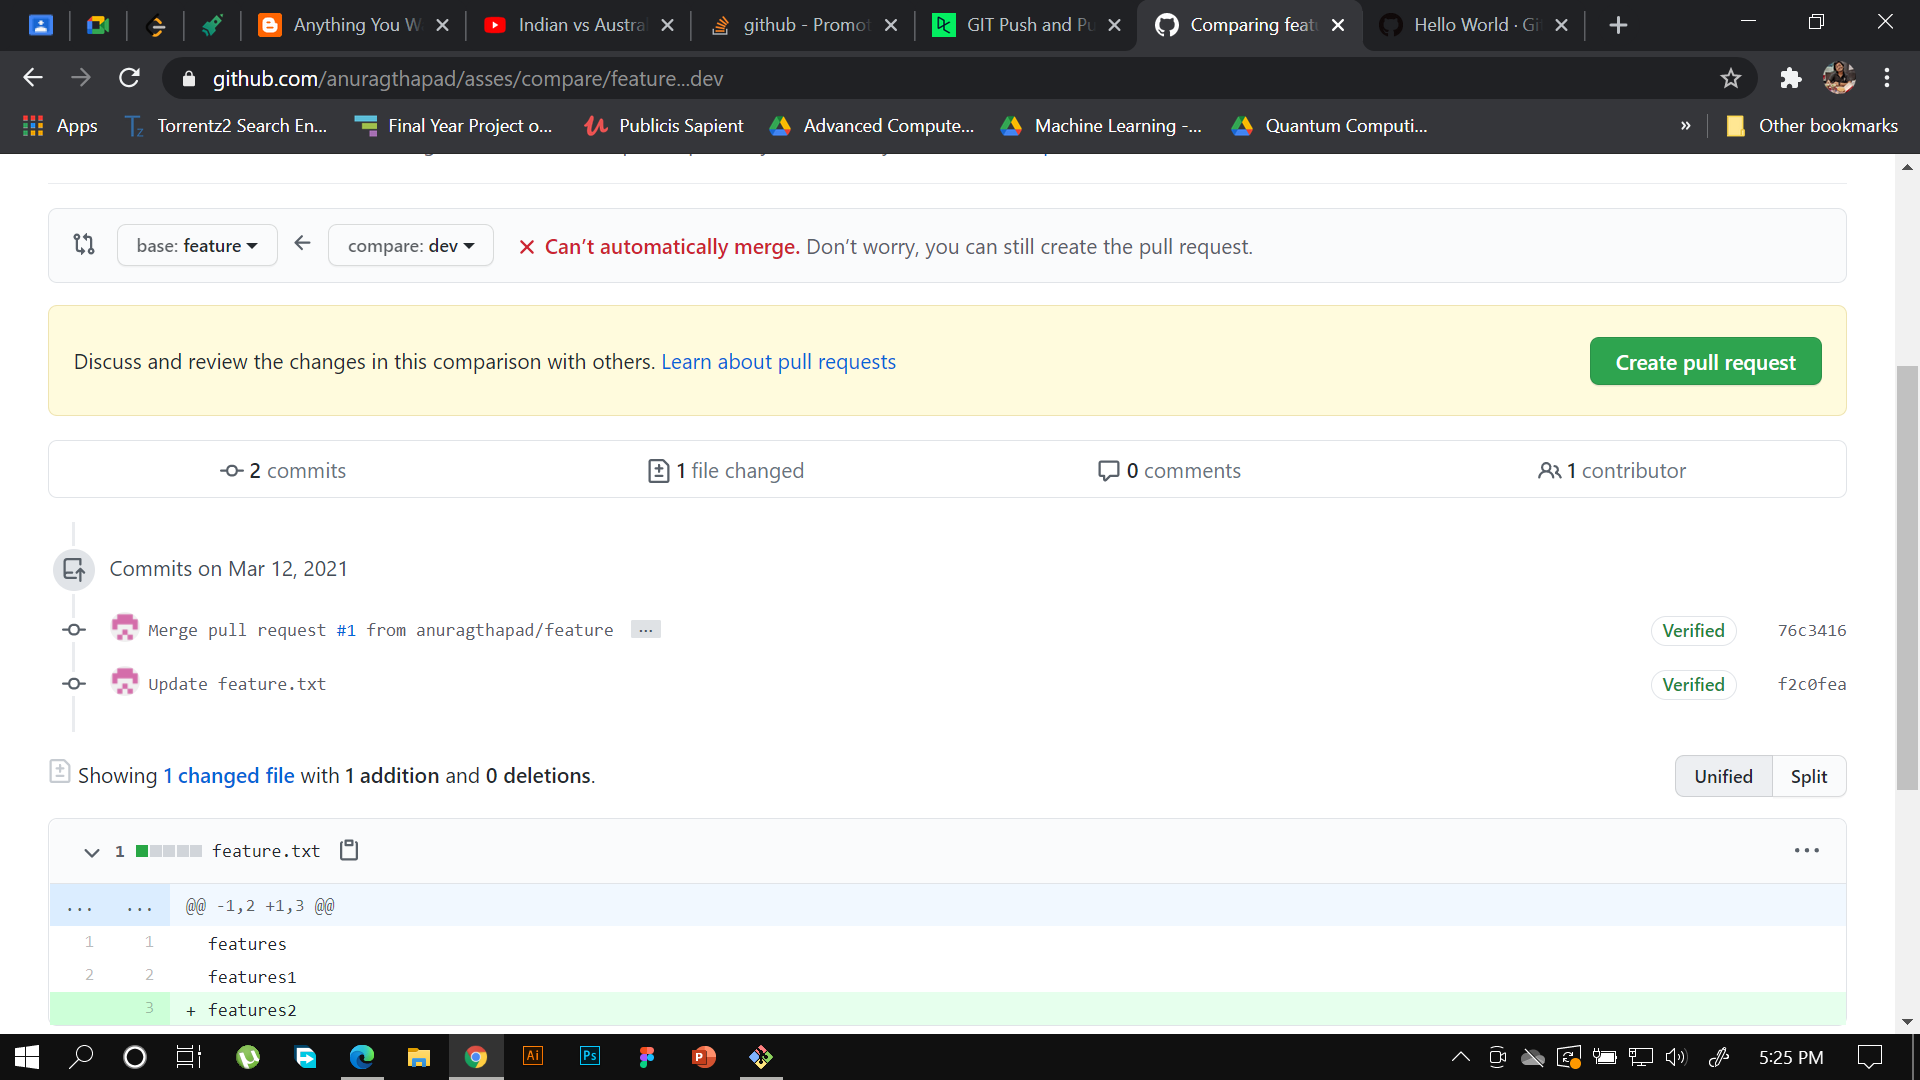 Anything You W
Indian vs Austral
github - Promot
GIT Push and Pu
Comparing featu
Hello World · Git
github.com/anuragthapad/asses/compare/feature...dev
Apps
Torrentz2 Search En...
Final Year Project o...
Publicis Sapient
Advanced Compute...
Machine Learning -...
Quantum Computi...
»
Other bookmarks
base: feature
compare: dev
Can't automatically merge. Don't worry, you can still create the pull request.
Discuss and review the changes in this comparison with others. Learn about pull requests
Create pull request
2 commits
1 file changed
0 comments
1 contributor
Commits on Mar 12, 2021
Merge pull request #1 from anuragthapad/feature ...
Verified
76c3416
Update feature.txt
Verified
f2c0fea
Showing 1 changed file with 1 addition and 0 deletions.
Unified
Split
1
feature.txt
... ... @@ -1,2 +1,3 @@
1 1 features
2 2 features1
3 + features2
Ai
Ps
5:25 PM